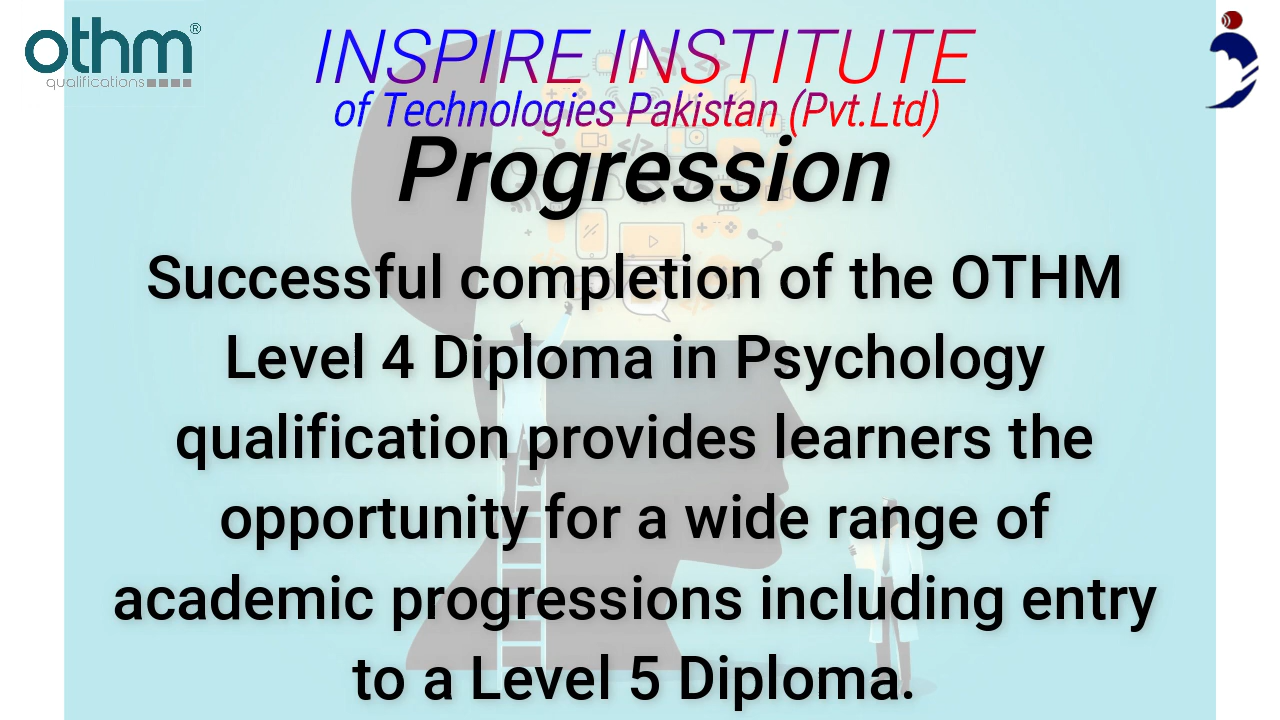 othm®
qualifications
INSPIRE INSTITUTE
of Technologies Pakistan (Pvt.Ltd)
Progression
Successful completion of the OTHM
Level 4 Diploma in Psychology
qualification provides learners the
opportunity for a wide range of
academic progressions including entry
to a Level 5 Diploma.